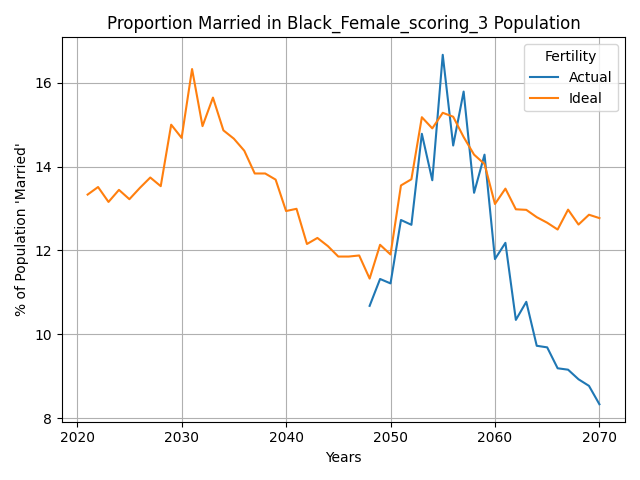 Proportion Married in Black_Female_scoring_3 Population
Fertility
Actual
Ideal
% of Population 'Married'
16
14
12
10
8
2020 2030 2040 2050 2060 2070
Years